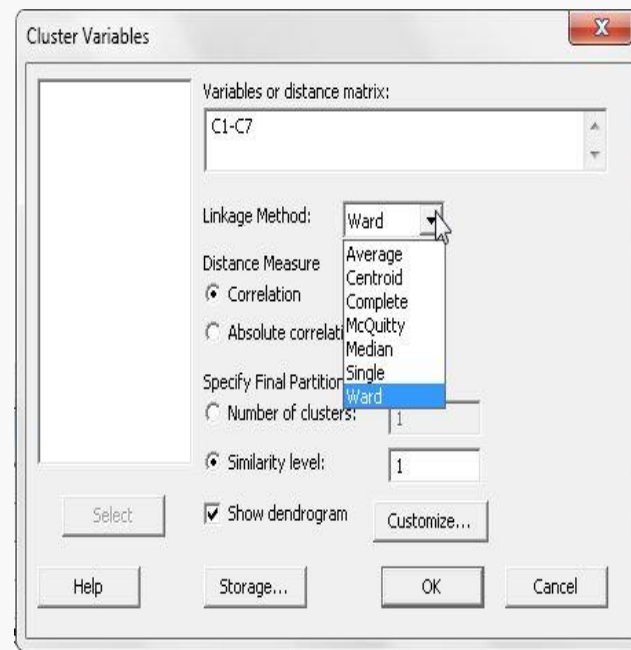 Cluster Variables
Variables or distance matrix:
C1-C7
Linkage Method:
Ward
Average
Centroid
Complete
McQuitty
Median
Single
Ward
Distance Measure
Correlation
Absolute correlati
Specify Final Partition
Number of clusters:
1
Similarity level:
1
Show dendrogram
Customize...
Select
Help
Storage...
OK
Cancel